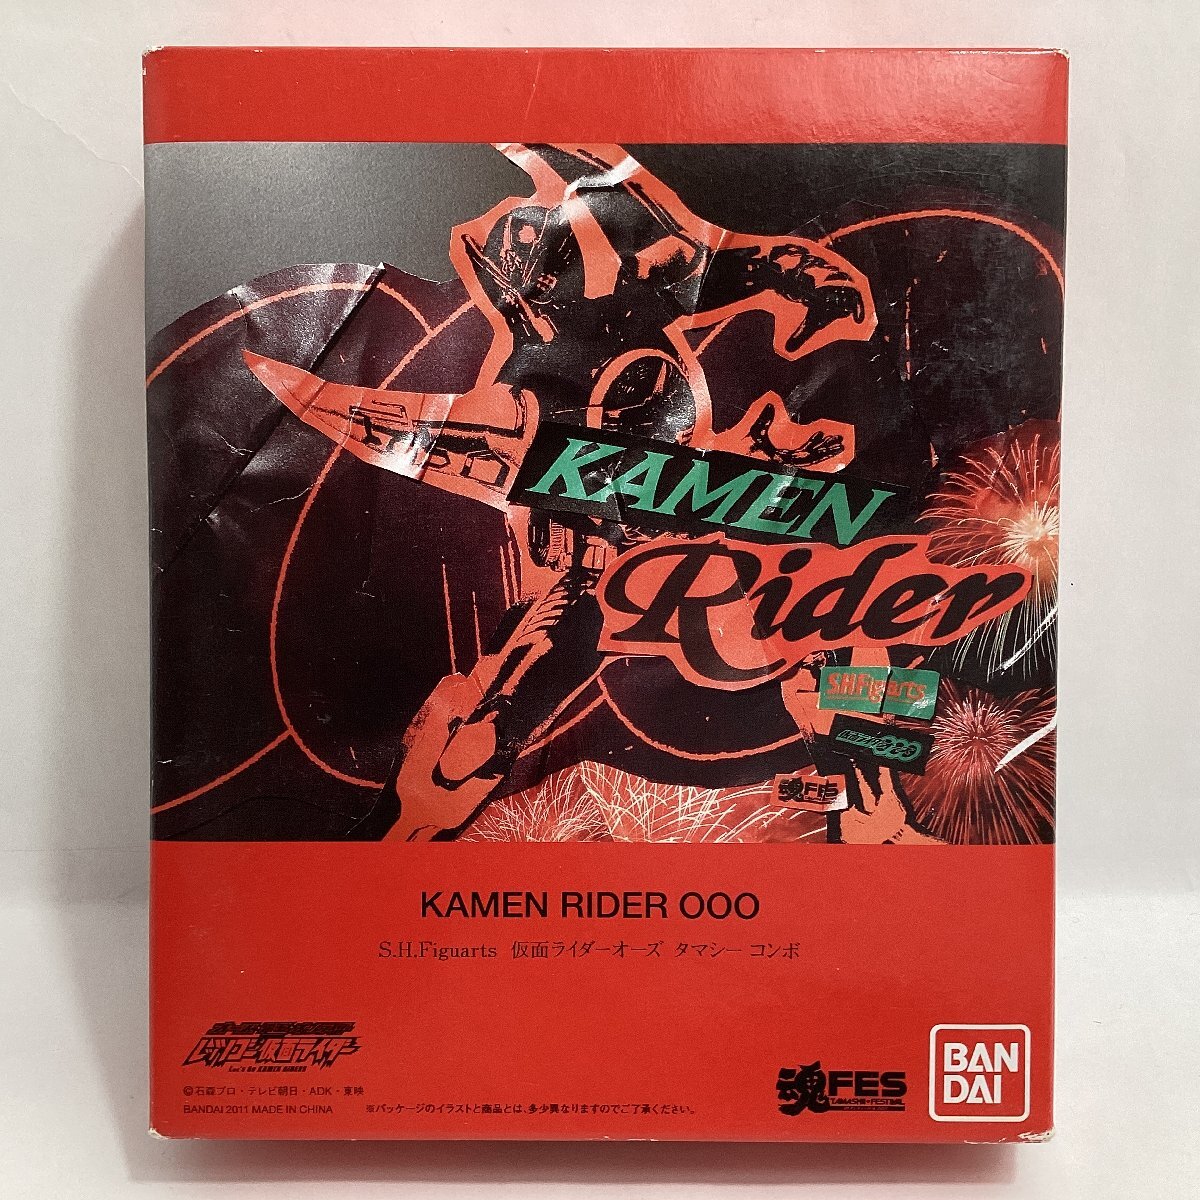 KAMEN
Rider
S.H.Figuarts
魂FES
KAMEN RIDER OOO
S.H.Figuarts 仮面ライダーオーズ タマシー コンボ
レッツゴー仮面ライダー
Let's Go KAMEN RIDERS
©石森プロ・テレビ朝日・ADK・東映
BANDAI 2011 MADE IN CHINA ※パッケージのイラストと商品とは、多少異なりますのでご了承ください。
魂FES
TAMASHII FESTIVAL
BAN
DAI